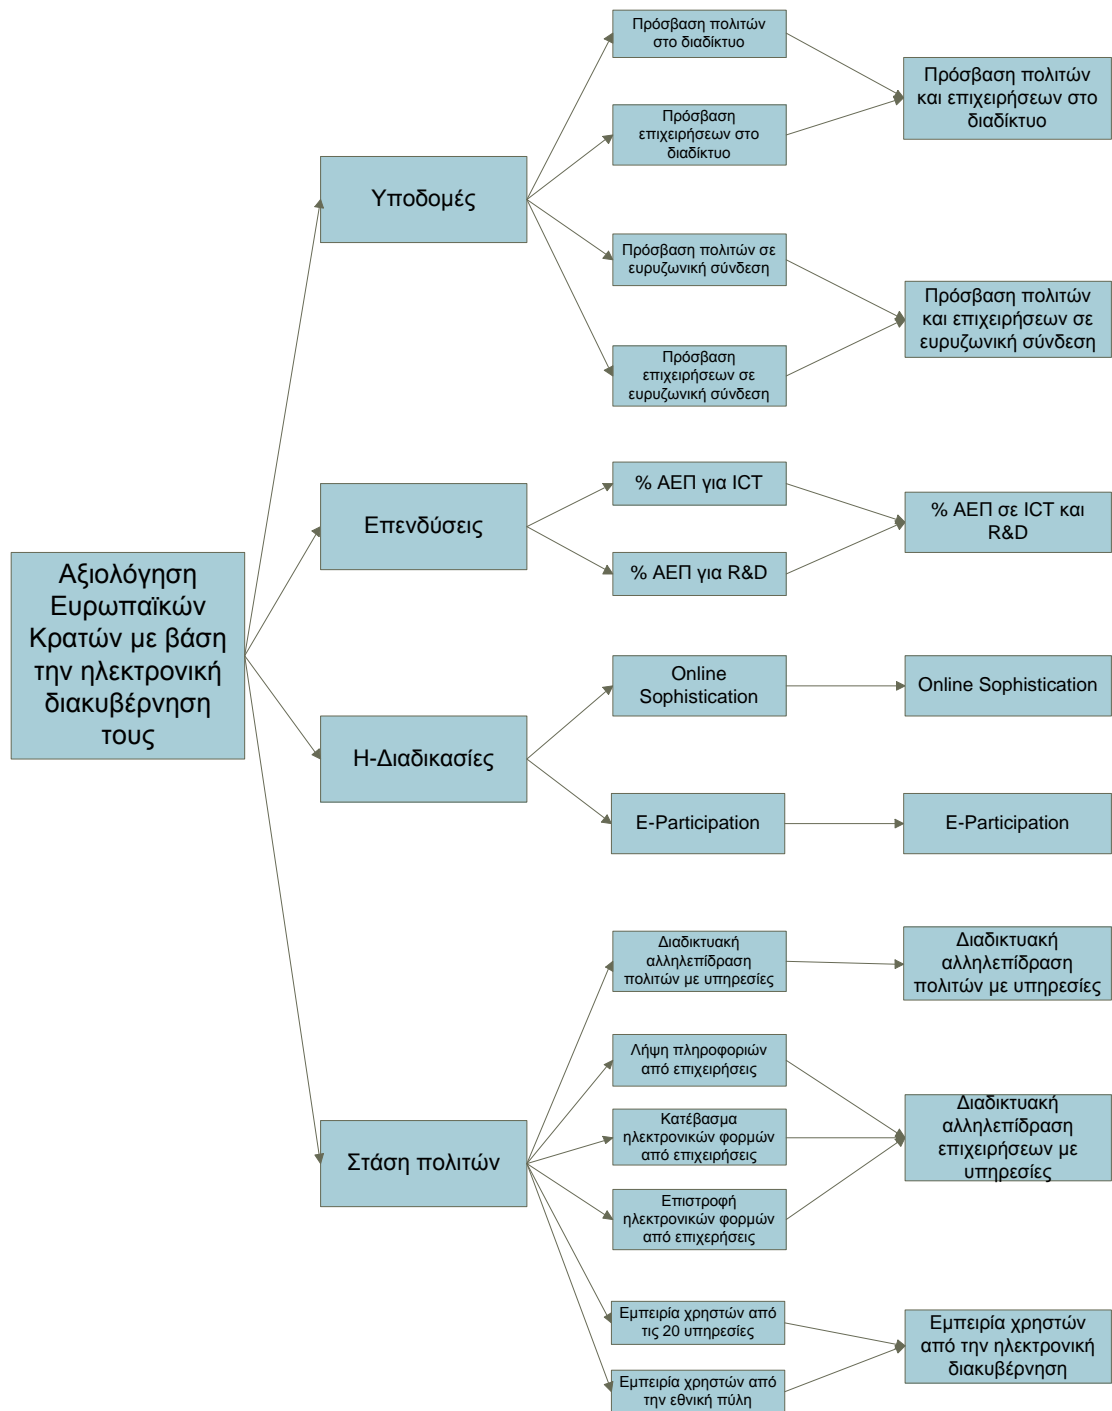 Πρόσβαση πολιτών
στο διαδίκτυο
Πρόσβαση
επιχειρήσεων στο
διαδίκτυο
Πρόσβαση πολιτών
και επιχειρήσεων στο
διαδίκτυο
Υποδομές
Πρόσβαση πολιτών σε
ευρυζωνική σύνδεση
Πρόσβαση
επιχειρήσεων σε
ευρυζωνική σύνδεση
Πρόσβαση πολιτών
και επιχειρήσεων σε
ευρυζωνική σύνδεση
Επενδύσεις
% ΑΕΠ για ICT
% ΑΕΠ για R&D
% ΑΕΠ σε ICT και
R&D
Αξιολόγηση
Ευρωπαϊκών
Κρατών με βάση
την ηλεκτρονική
διακυβέρνηση
τους
Η-Διαδικασίες
Online
Sophistication
Online Sophistication
E-Participation
E-Participation
Στάση πολιτών
Διαδικτυακή
αλληλεπίδραση
πολιτών με υπηρεσίες
Διαδικτυακή
αλληλεπίδραση
πολιτών με υπηρεσίες
Λήψη πληροφοριών
από επιχειρήσεις
Κατέβασμα
ηλεκτρονικών φορμών
από επιχειρήσεις
Επιστροφή
ηλεκτρονικών φορμών
από επιχερήσεις
Διαδικτυακή
αλληλεπίδραση
επιχειρήσεων με
υπηρεσίες
Εμπειρία χρηστών από
τις 20 υπηρεσίες
Εμπειρία χρηστών από
την εθνική πύλη
Εμπειρία χρηστών
από την ηλεκτρονική
διακυβέρνηση